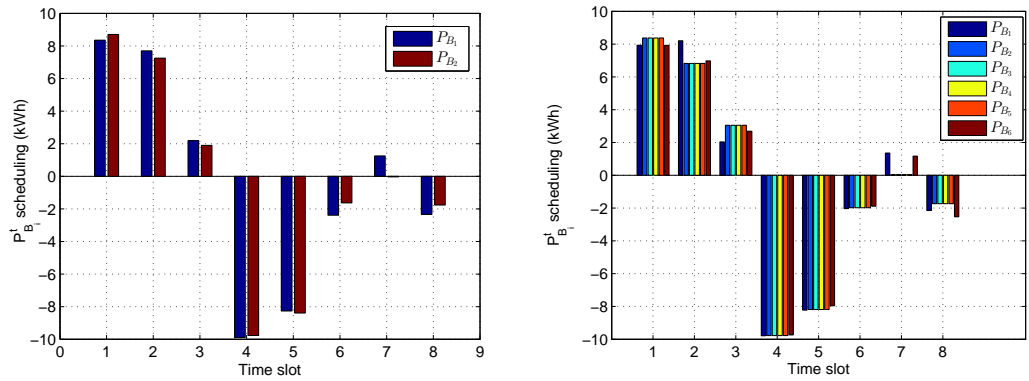 10
8
6
4
2
0
−2
−4
−6
−8
−10
0 1 2 3 4 5 6 7 8 9
Time slot
P_{B_i}^t scheduling (kWh)
P_{B_1}
P_{B_2}
10
8
6
4
2
0
−2
−4
−6
−8
−10
1 2 3 4 5 6 7 8
Time slot
P_{B_i}^t scheduling (kWh)
P_{B_1}
P_{B_2}
P_{B_3}
P_{B_4}
P_{B_5}
P_{B_6}